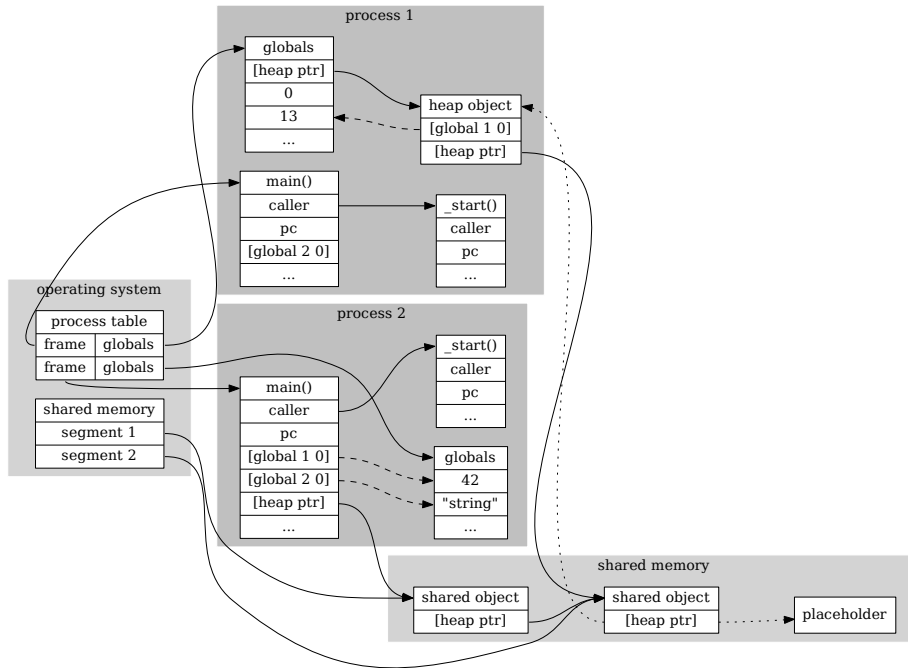 process 1
globals
[heap ptr]
0
13
...
heap object
[global 1 0]
[heap ptr]
main()
caller
pc
[global 2 0]
...
_start()
caller
pc
...
operating system
process table
frame globals
frame globals
shared memory
segment 1
segment 2
process 2
_start()
caller
pc
...
main()
caller
pc
[global 1 0]
[global 2 0]
[heap ptr]
...
globals
42
"string"
...
shared memory
shared object
[heap ptr]
shared object
[heap ptr]
placeholder